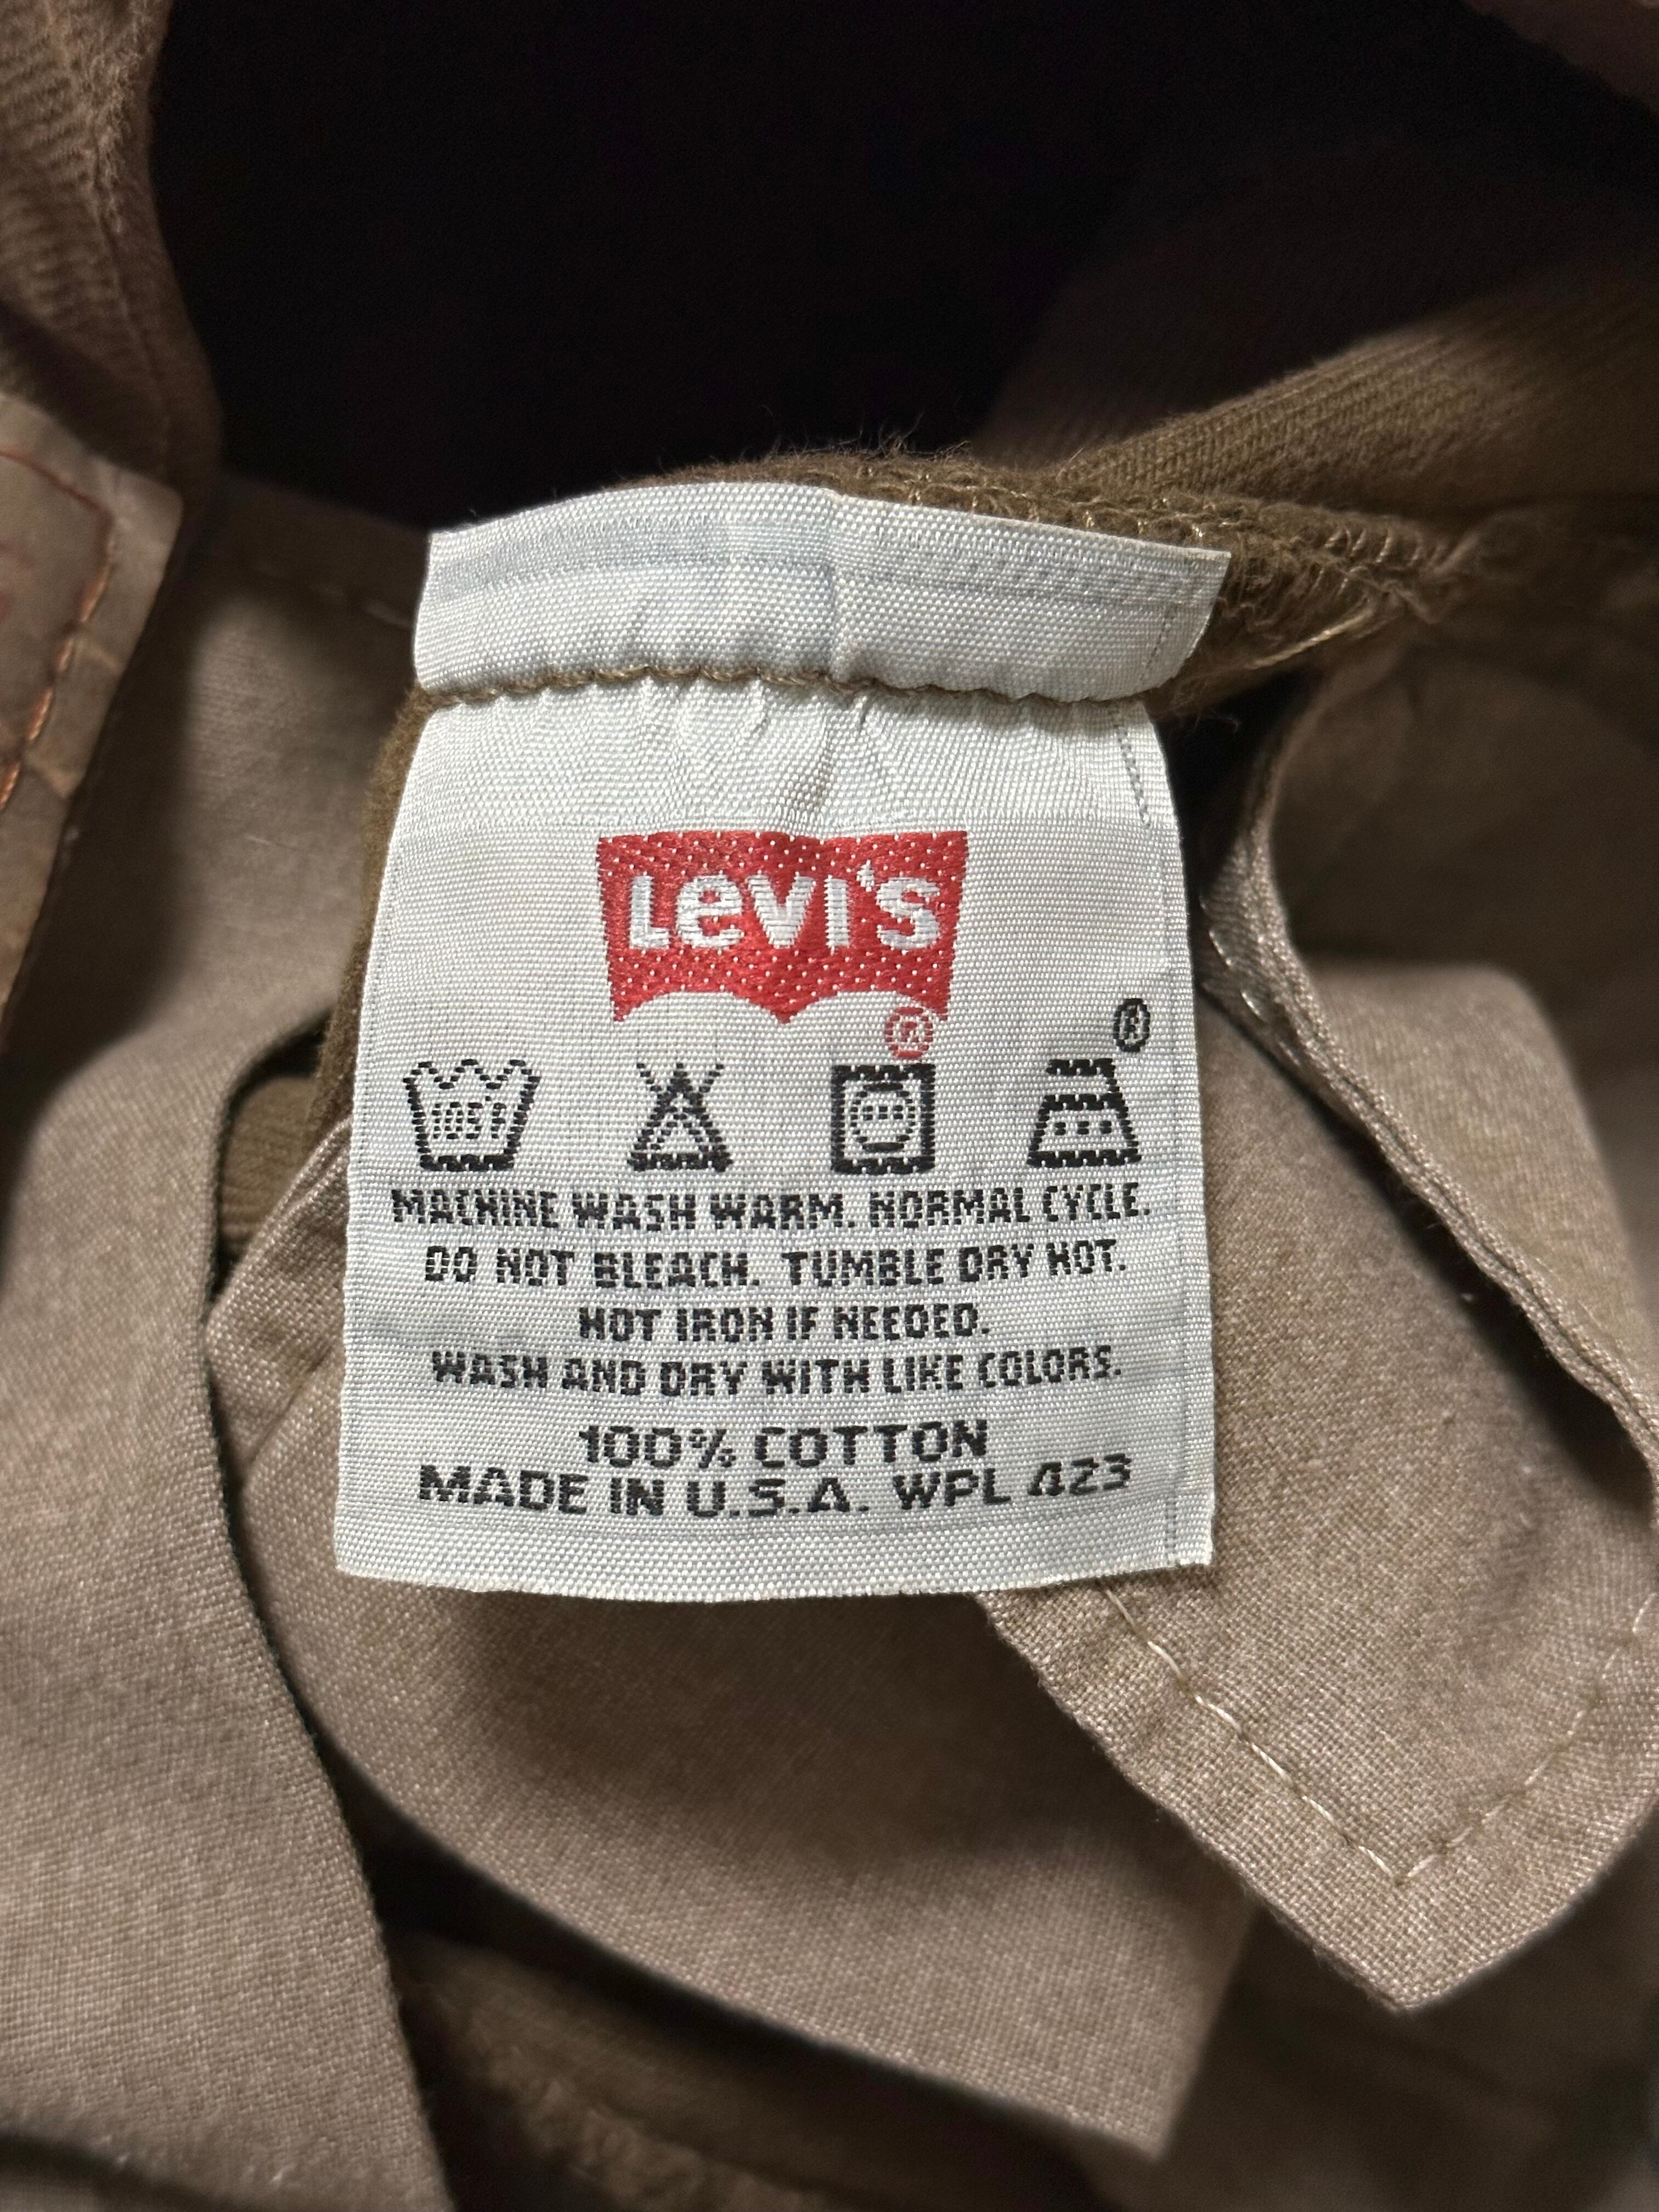 Levi's
®
®
105°F
MACHINE WASH WARM. NORMAL CYCLE.
DO NOT BLEACH. TUMBLE DRY HOT.
HOT IRON IF NEEDED.
WASH AND DRY WITH LIKE COLORS.
100% COTTON
MADE IN U.S.A. WPL 423